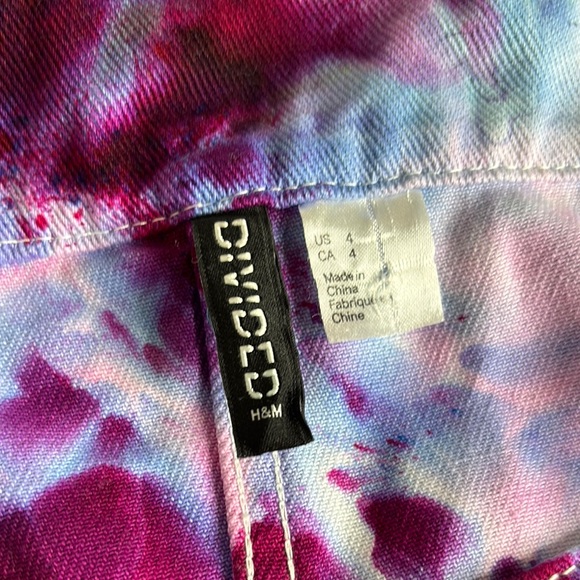 DIVIDED
H&M
US 4
CA 4
Made in
China
Fabriqué
Chine